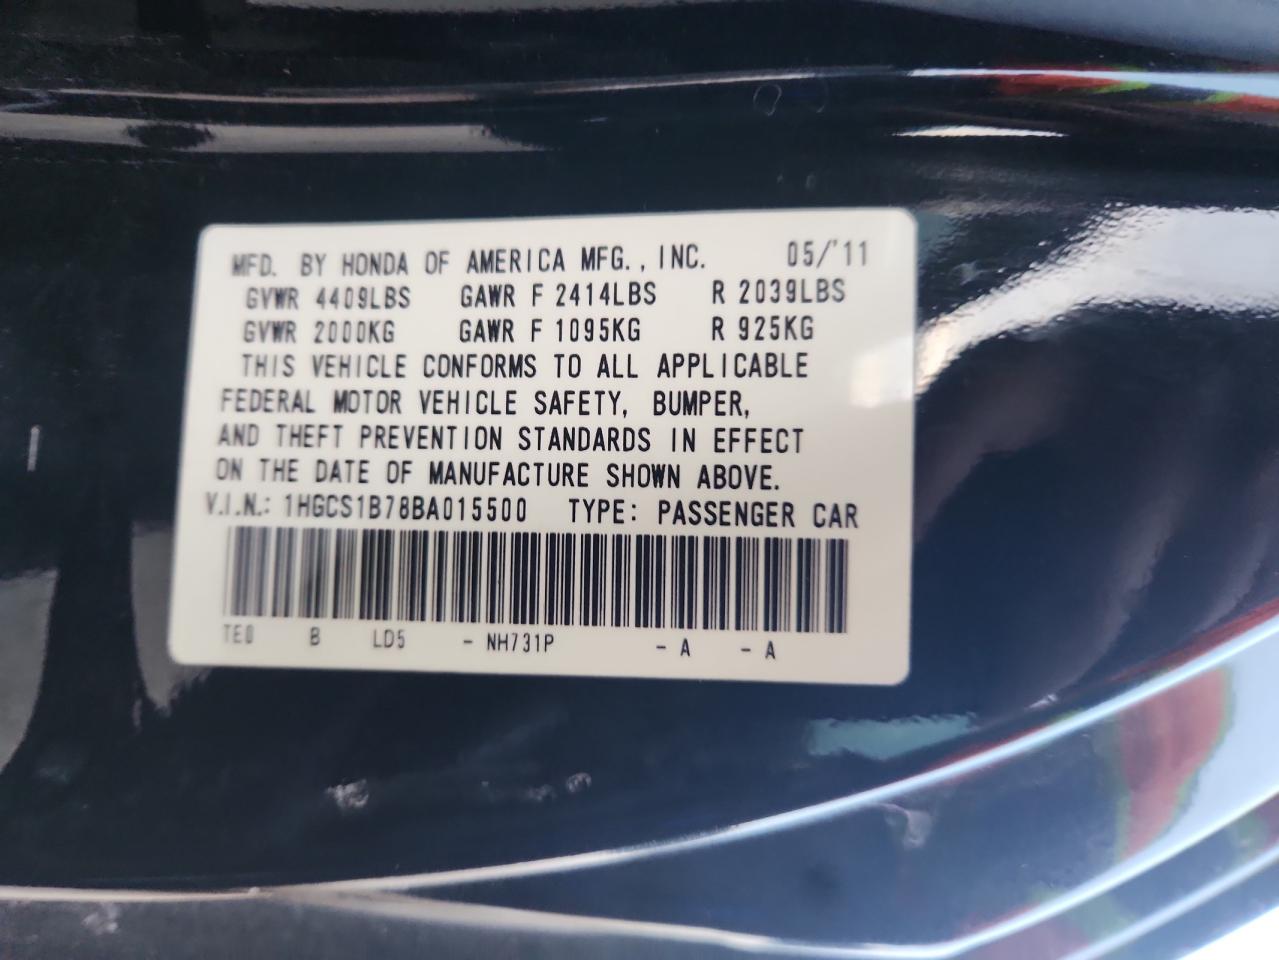 MFD. BY HONDA OF AMERICA MFG., INC. 05/'11
GVWR 4409LBS GAWR F 2414LBS R 2039LBS
GVWR 2000KG GAWR F 1095KG R 925KG
THIS VEHICLE CONFORMS TO ALL APPLICABLE
FEDERAL MOTOR VEHICLE SAFETY, BUMPER,
AND THEFT PREVENTION STANDARDS IN EFFECT
ON THE DATE OF MANUFACTURE SHOWN ABOVE.
V.I.N.: 1HGCS1B78BA015500 TYPE: PASSENGER CAR
TE0 B LD5 - NH731P - A - A